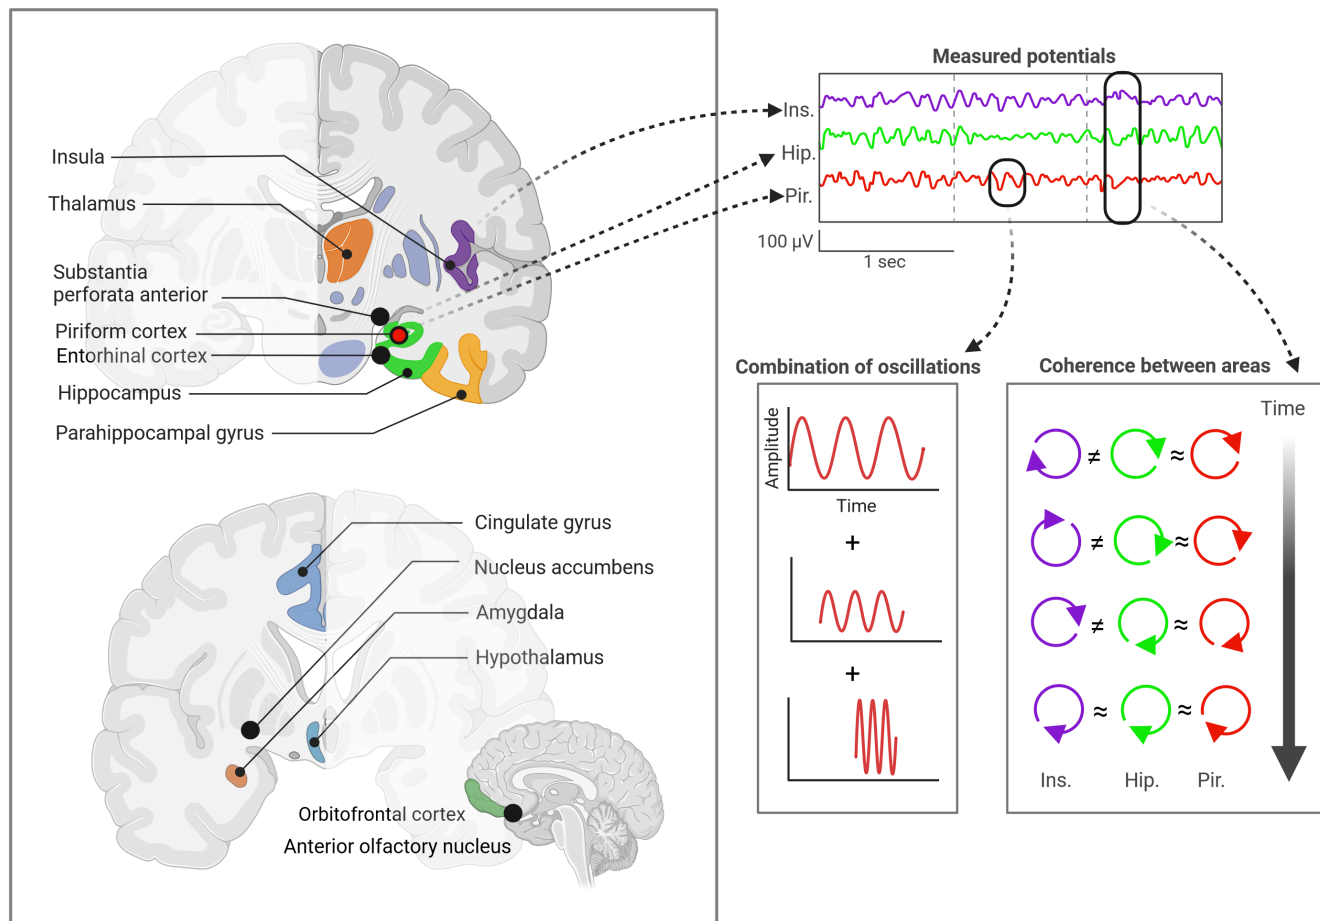 Insula
Thalamus
Substantia
perforata anterior
Piriform cortex
Entorhinal cortex
Hippocampus
Parahippocampal gyrus
Cingulate gyrus
Nucleus accumbens
Amygdala
Hypothalamus
Orbitofrontal cortex
Anterior olfactory nucleus
Measured potentials
Ins.
Hip.
Pir.
100 µV
1 sec
Combination of oscillations
Amplitude
Time
+
+
Coherence between areas
Time
≠ ≈
≠ ≈
≠ ≈
≈ ≈
Ins. Hip. Pir.